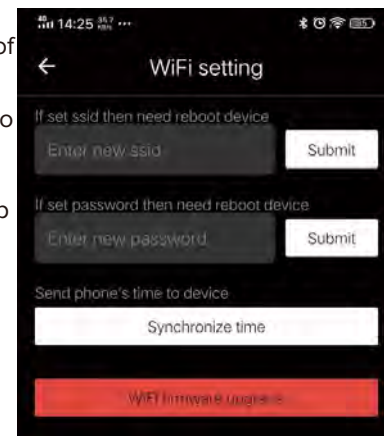 14:25
of
WiFi setting
If set ssid then need reboot device
o
Enter new ssid Submit
If set password then need reboot device
Enter new password Submit
Send phone's time to device
Synchronize time
WiFi firmware upgrade